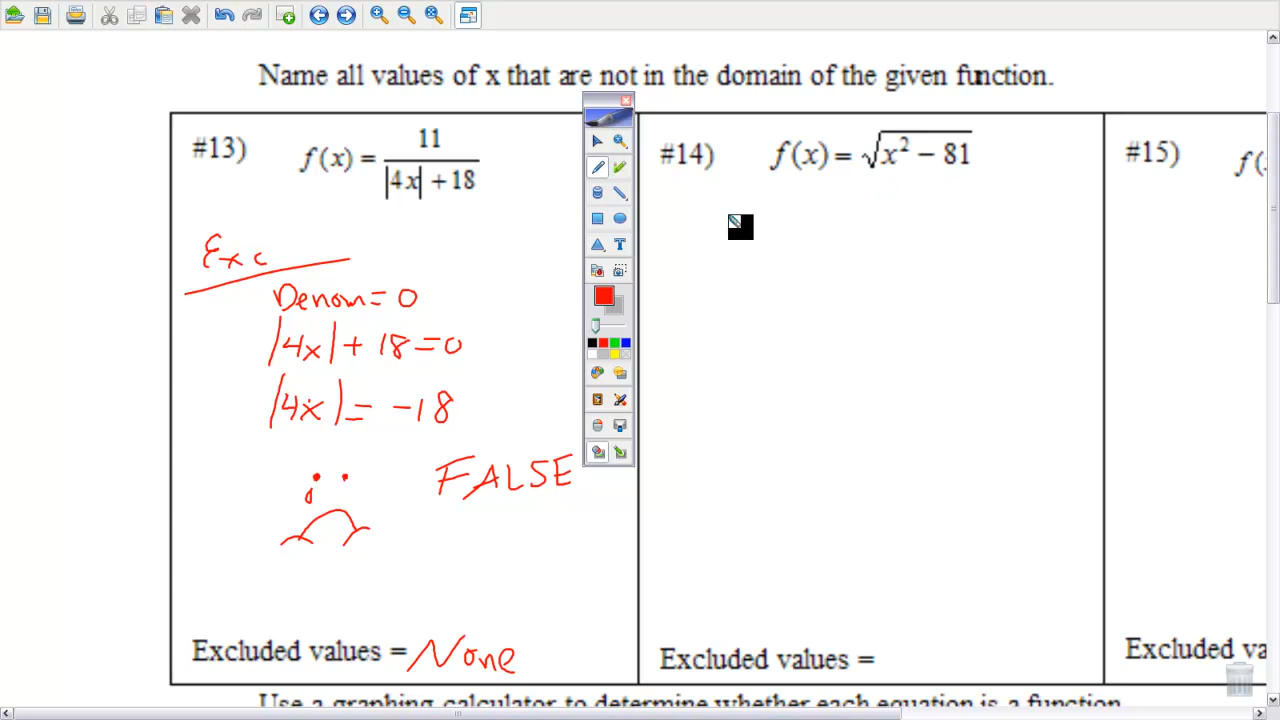 Name all values of x that are not in the domain of the given function.
#13) f(x) = 11 / |4x| + 18
Exc
Denom = 0
|4x| + 18 = 0
|4x| = -18
FALSE
Excluded values = None
#14) f(x) = √x² − 81
Excluded values =
#15) f(
Excluded va
Use a graphing calculator to determine whether each equation is a function